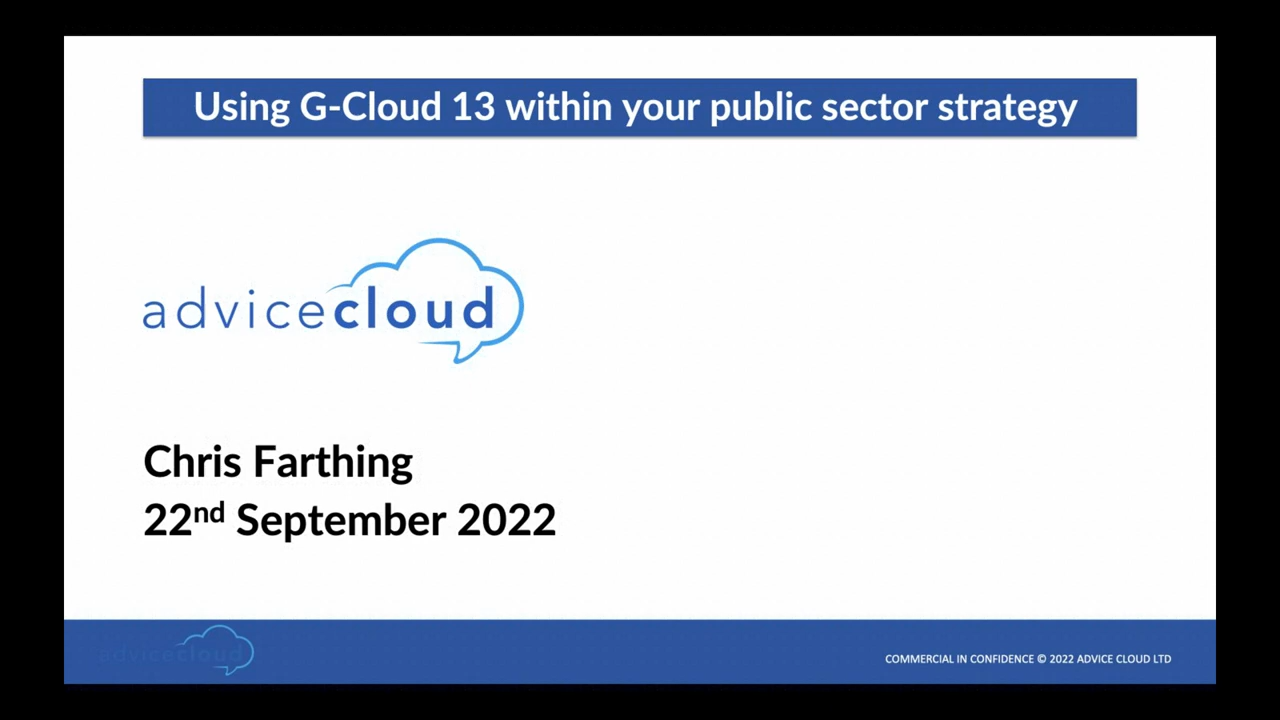 Using G-Cloud 13 within your public sector strategy
advicecloud
Chris Farthing
22nd September 2022
advicecloud
COMMERCIAL IN CONFIDENCE © 2022 ADVICE CLOUD LTD